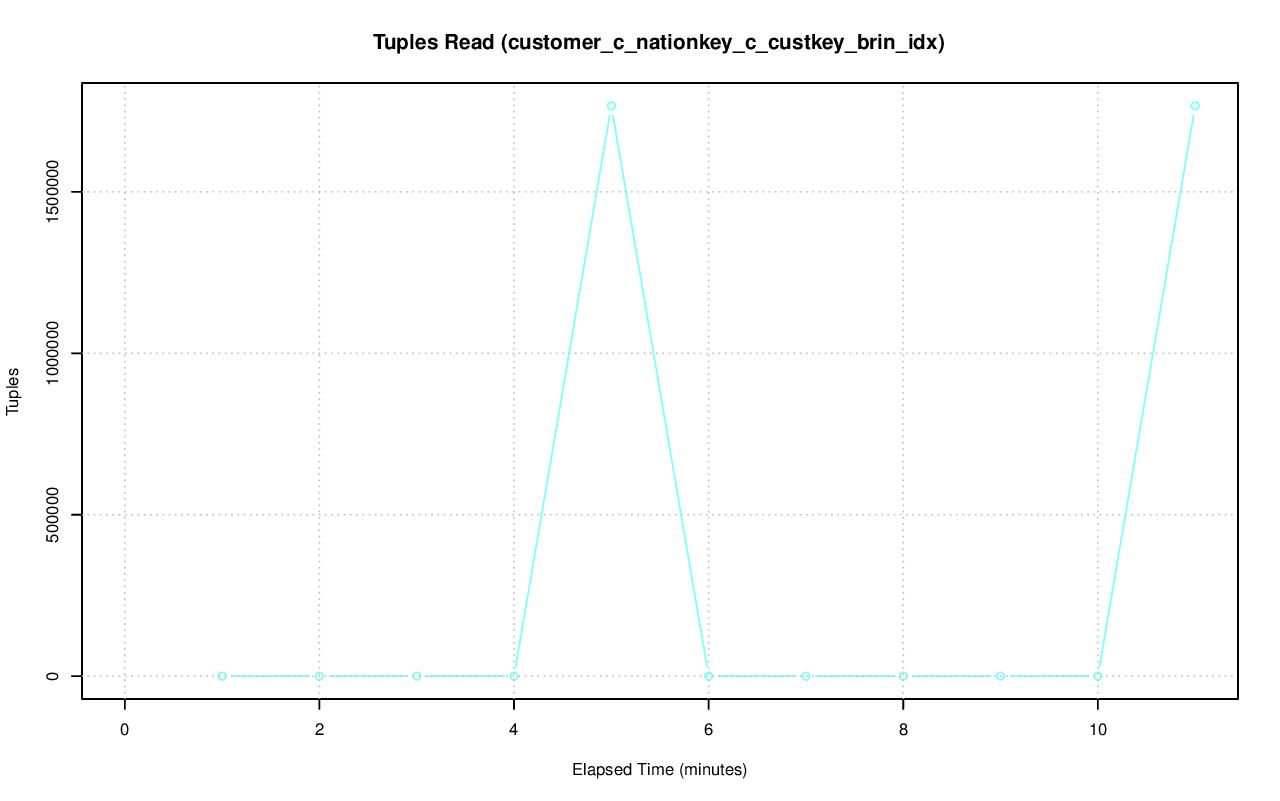 Tuples Read (customer_c_nationkey_c_custkey_brin_idx)
Tuples
1500000
1000000
500000
0
0 2 4 6 8 10
Elapsed Time (minutes)